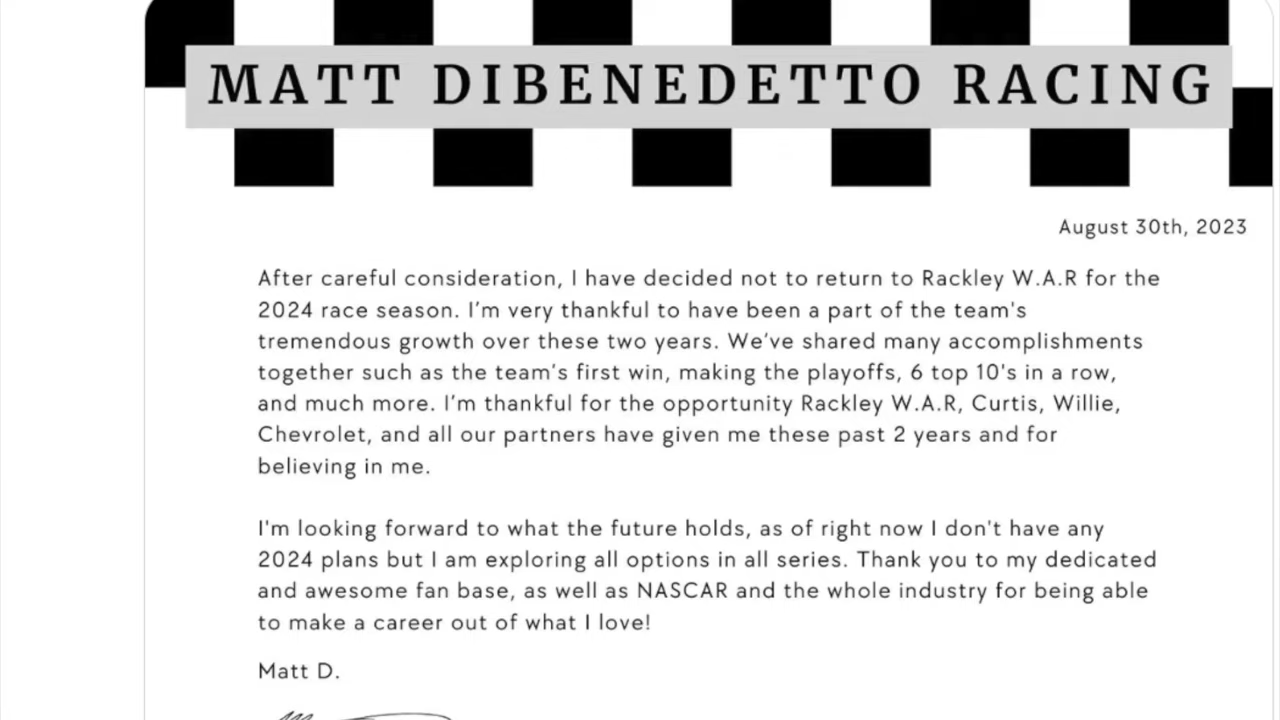 MATT DIBENEDETTO RACING
August 30th, 2023
After careful consideration, I have decided not to return to Rackley W.A.R for the
2024 race season. I’m very thankful to have been a part of the team's
tremendous growth over these two years. We’ve shared many accomplishments
together such as the team’s first win, making the playoffs, 6 top 10's in a row,
and much more. I’m thankful for the opportunity Rackley W.A.R, Curtis, Willie,
Chevrolet, and all our partners have given me these past 2 years and for
believing in me.
I'm looking forward to what the future holds, as of right now I don't have any
2024 plans but I am exploring all options in all series. Thank you to my dedicated
and awesome fan base, as well as NASCAR and the whole industry for being able
to make a career out of what I love!
Matt D.